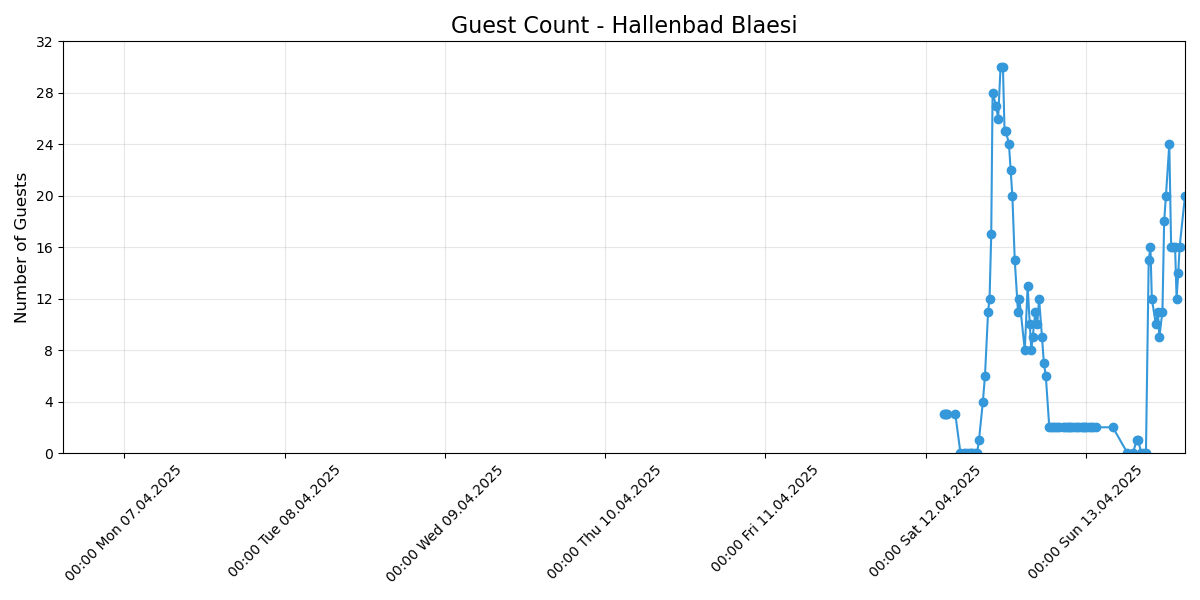 Guest Count - Hallenbad Blaesi
Number of Guests
32
28
24
20
16
12
8
4
0
00:00 Mon 07.04.2025
00:00 Tue 08.04.2025
00:00 Wed 09.04.2025
00:00 Thu 10.04.2025
00:00 Fri 11.04.2025
00:00 Sat 12.04.2025
00:00 Sun 13.04.2025